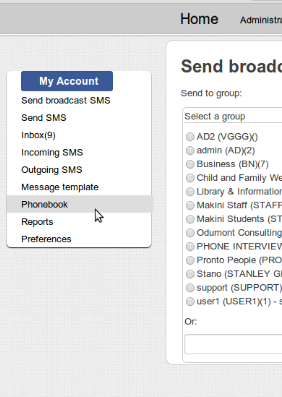 Home Administra
My Account
Send broadcast SMS
Send SMS
Inbox(9)
Incoming SMS
Outgoing SMS
Message template
Phonebook
Reports
Preferences
Send broadc
Send to group:
Select a group
AD2 (VGGG)()
admin (AD)(2)
Business (BN)(7)
Child and Family We
Library & Information
Makini Staff (STAFF
Makini Students (ST
Odumont Consulting
PHONE INTERVIEW
Pronto People (PRO
Stano (STANLEY GI
support (SUPPORT)
user1 (USER1)(1) - s
Or: